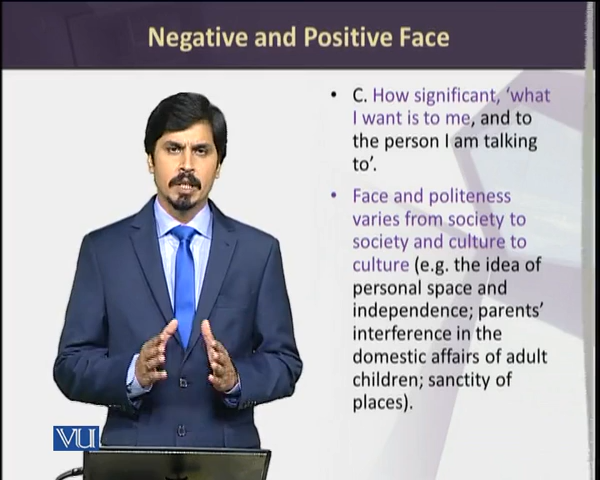 Negative and Positive Face
• C. How significant, ‘what
I want is to me, and to
the person I am talking
to’.
• Face and politeness
varies from society to
society and culture to
culture (e.g. the idea of
personal space and
independence; parents’
interference in the
domestic affairs of adult
children; sanctity of
places).
VU